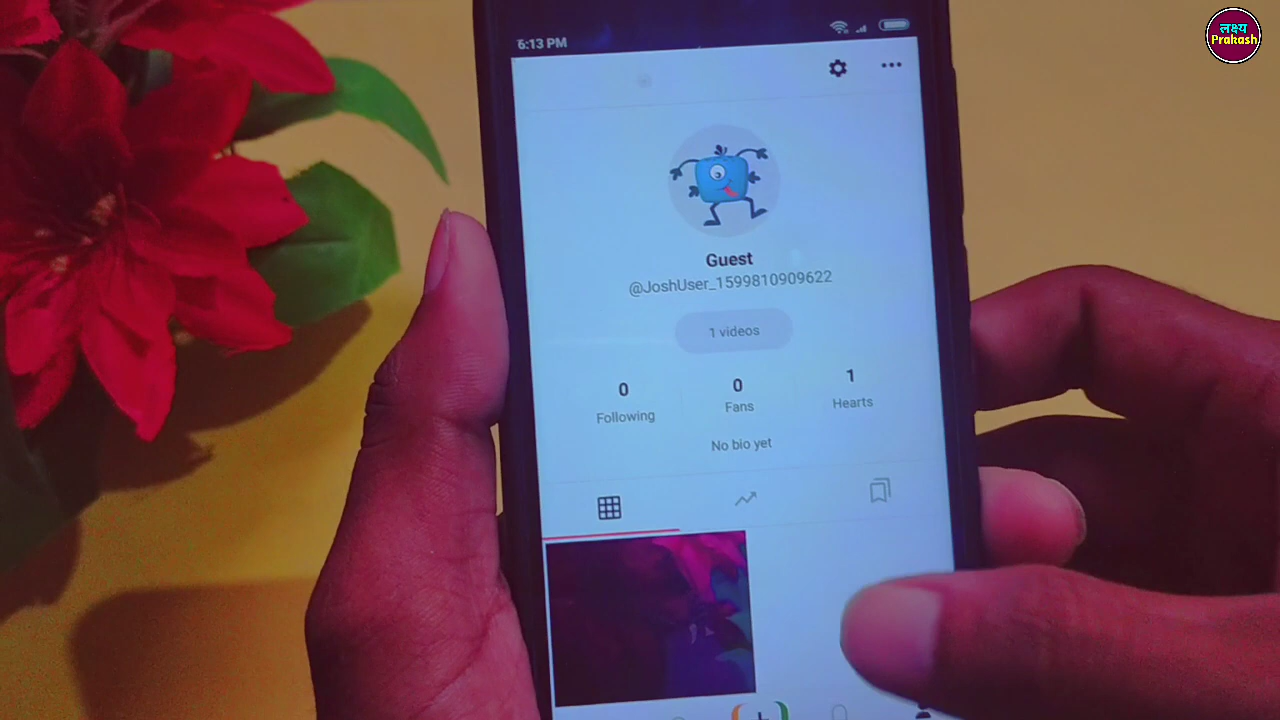 लक्ष्य
Prakash
6:13 PM
Guest
@JoshUser_1599810909622
1 videos
0
Following
0
Fans
1
Hearts
No bio yet